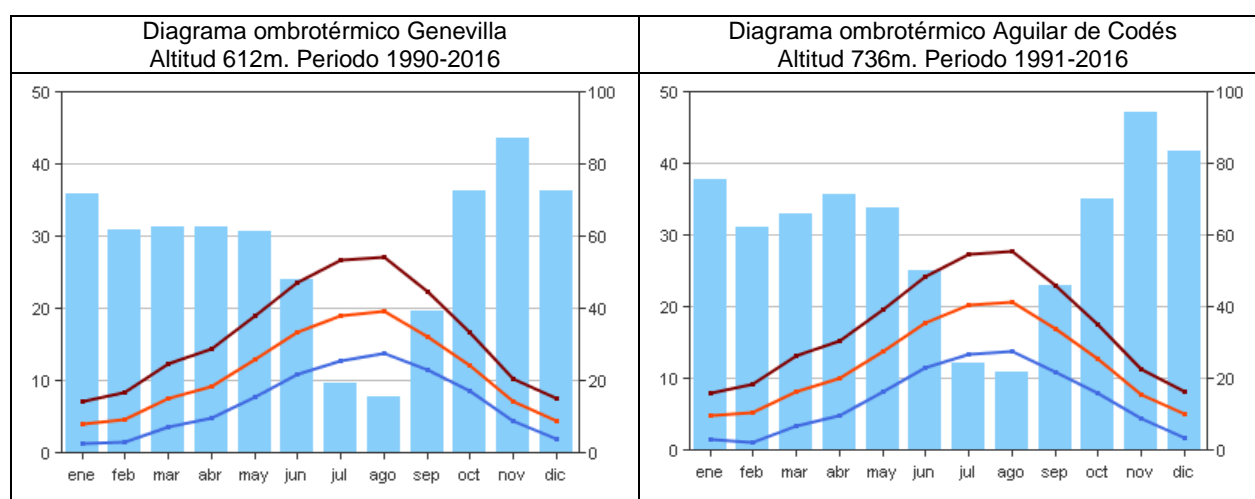 Diagrama ombrotérmico Genevilla
Altitud 612m. Periodo 1990-2016
Diagrama ombrotérmico Aguilar de Codés
Altitud 736m. Periodo 1991-2016
50 100
40 80
30 60
20 40
10 20
0 0
ene feb mar abr may jun jul ago sep oct nov dic
50 100
40 80
30 60
20 40
10 20
0 0
ene feb mar abr may jun jul ago sep oct nov dic